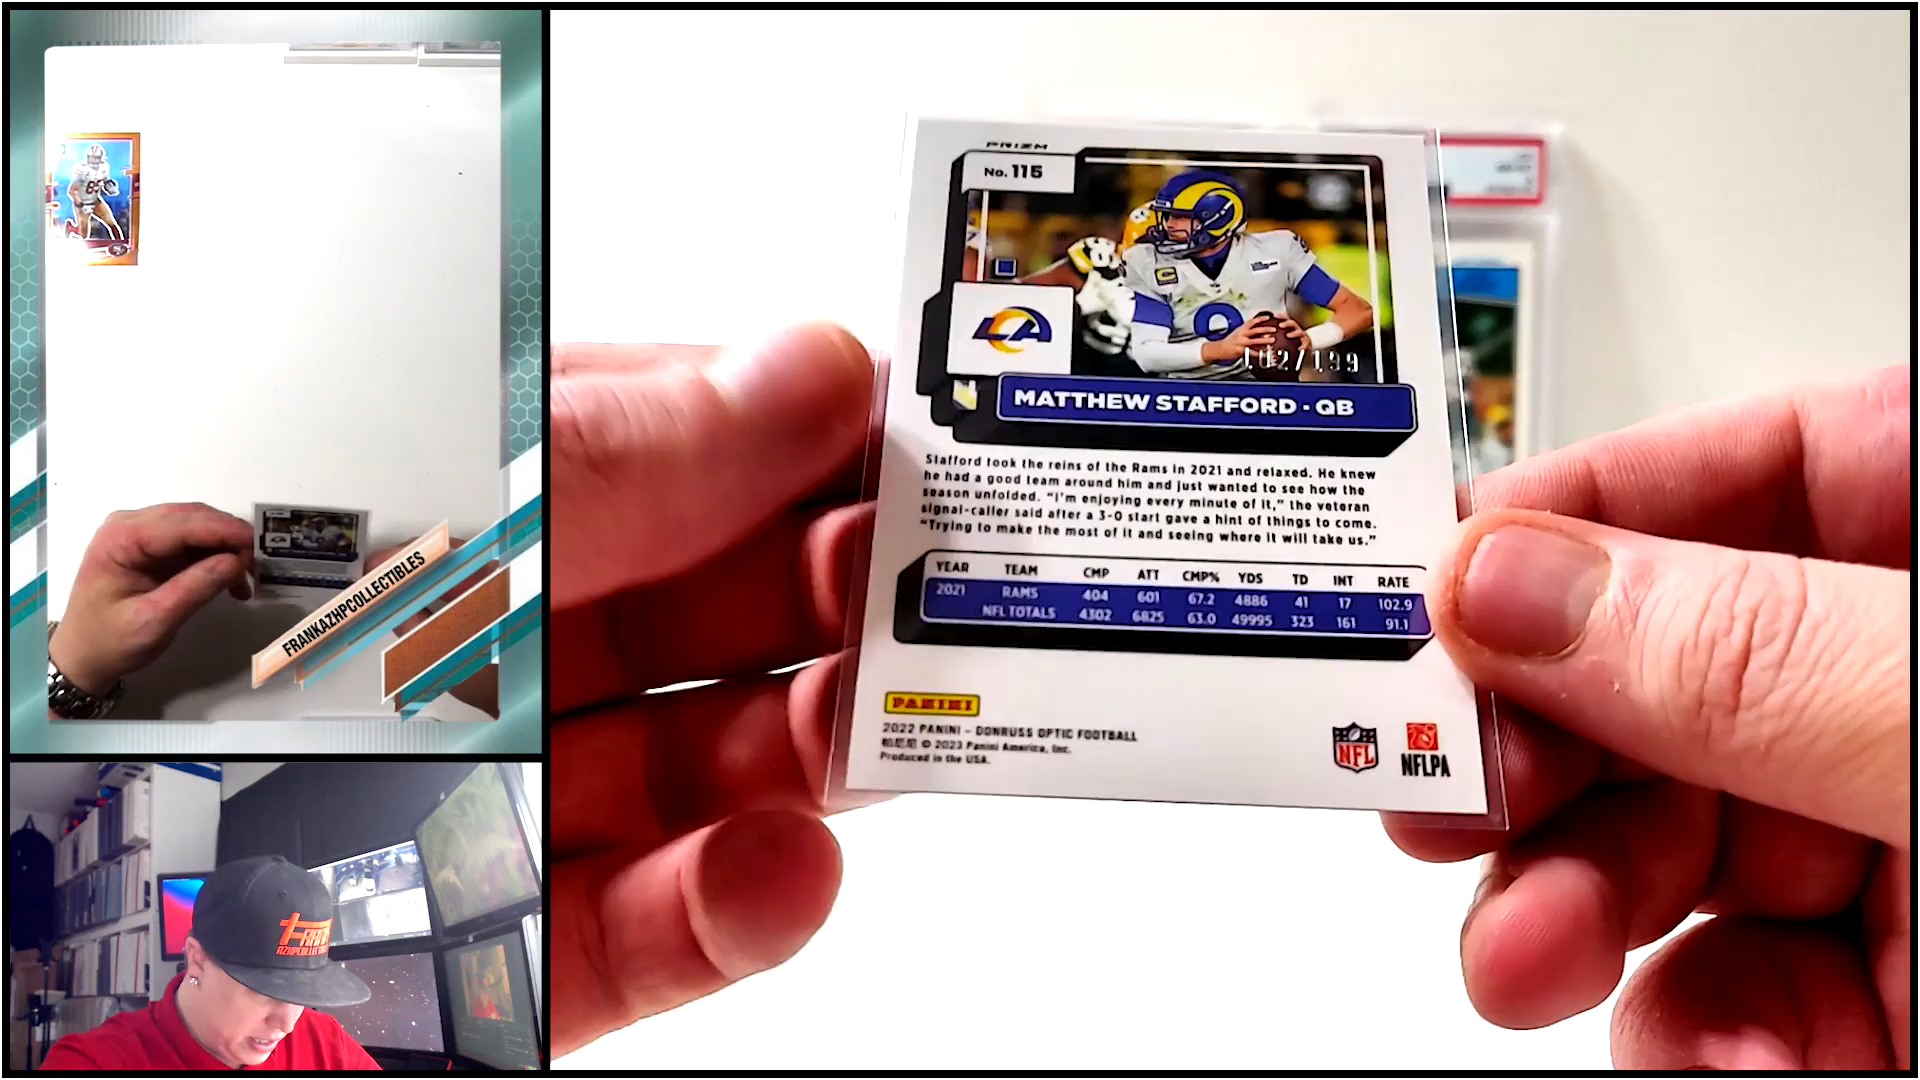 FRANKAZHPCOLLECTIBLES
PRIZM
No. 115
LA
102/199
MATTHEW STAFFORD · QB
Stafford took the reins of the Rams in 2021 and relaxed. He knew
he had a good team around him and just wanted to see how the
season unfolded. "I'm enjoying every minute of it," the veteran
signal-caller said after a 3-0 start gave a hint of things to come.
"Trying to make the most of it and seeing where it will take us."
YEAR TEAM CMP ATT CMP% YDS TD INT RATE
2021 RAMS 404 601 67.2 4886 41 17 102.9
NFL TOTALS 4302 6825 63.0 49995 323 161 91.1
PANINI
2022 PANINI – DONRUSS OPTIC FOOTBALL
© 2023 Panini America, Inc.
Produced in the USA.
NFL
NFLPA
FRANK
AZHPCOLLECTIBLES